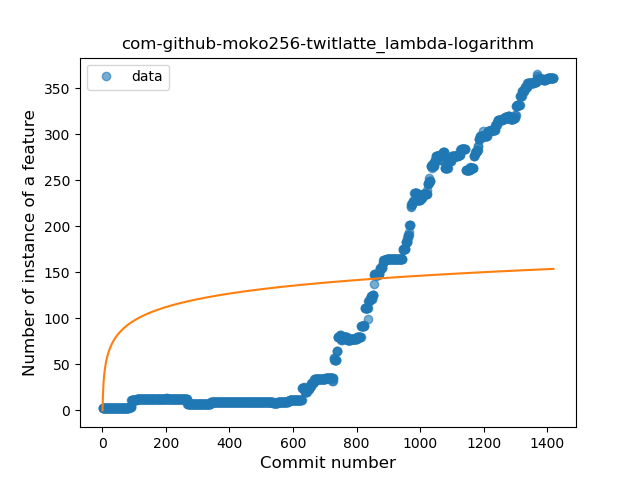 com-github-moko256-twitlatte_lambda-logarithm
data
Number of instance of a feature
350
300
250
200
150
100
50
0
0 200 400 600 800 1000 1200 1400
Commit number